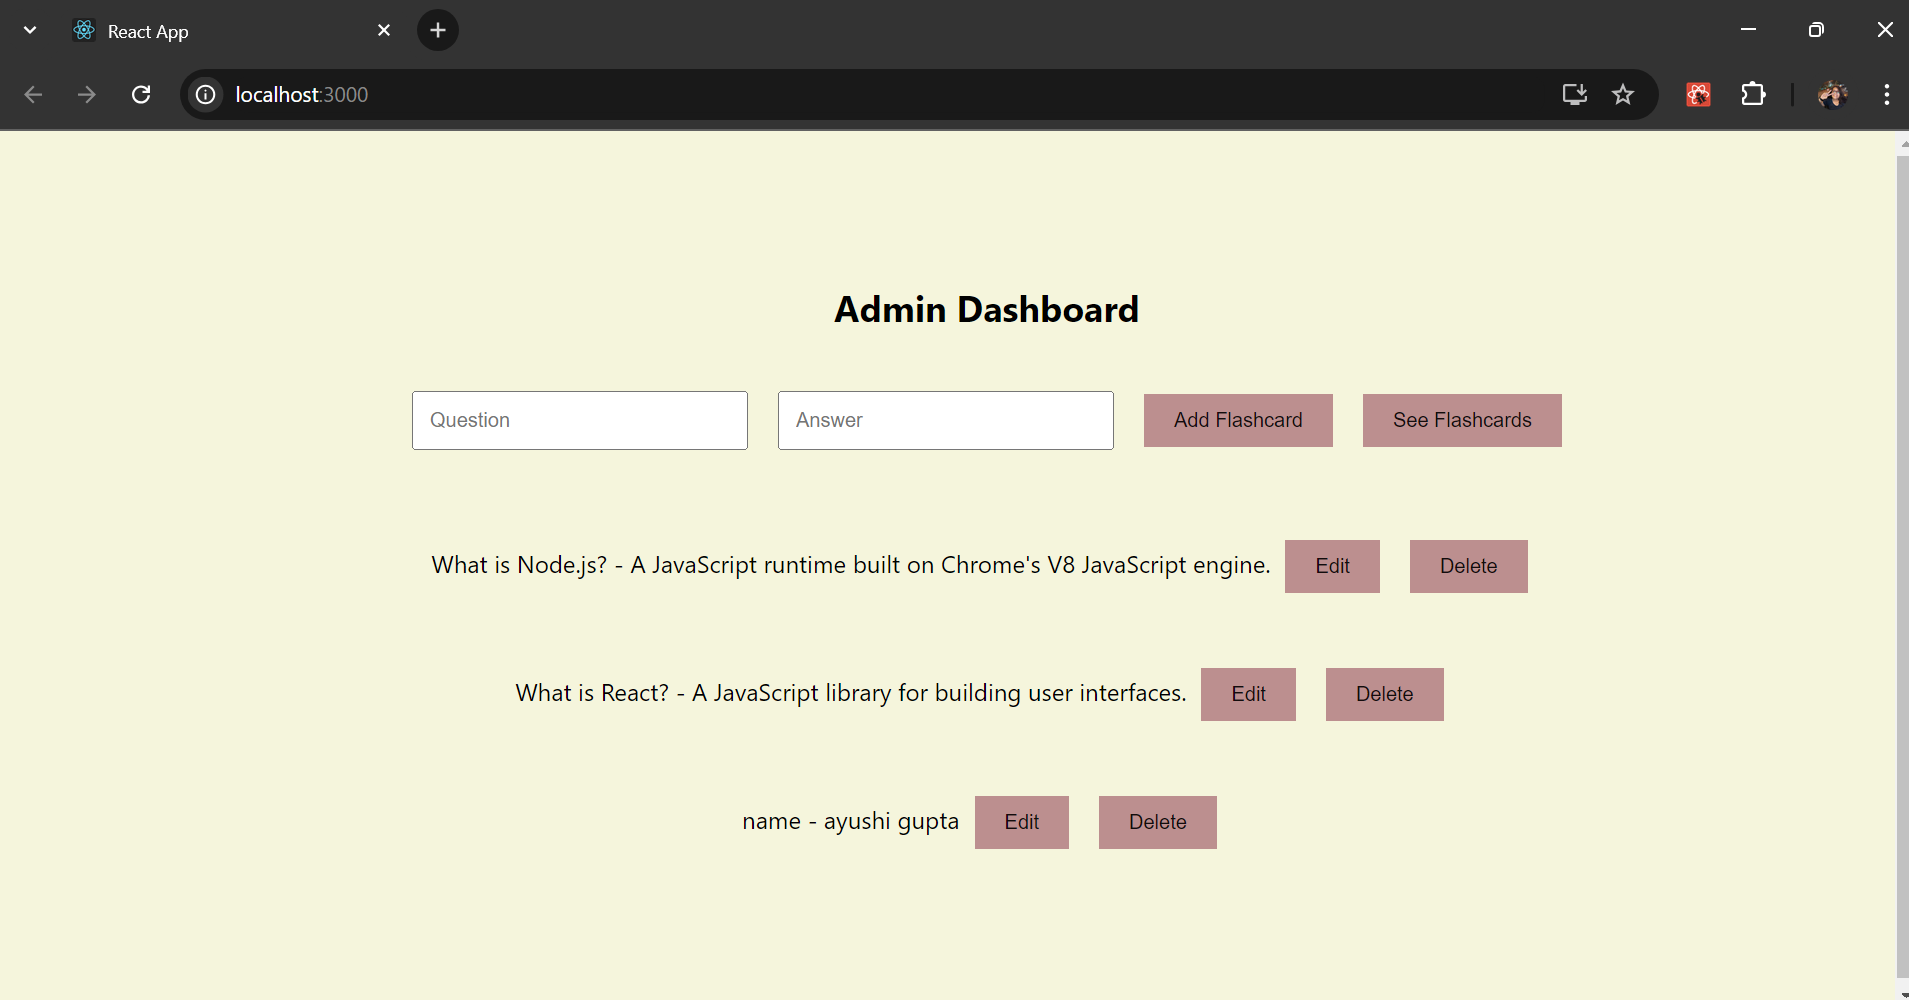 React App
localhost:3000
Admin Dashboard
Question Answer Add Flashcard See Flashcards
What is Node.js? - A JavaScript runtime built on Chrome's V8 JavaScript engine. Edit Delete
What is React? - A JavaScript library for building user interfaces. Edit Delete
name - ayushi gupta Edit Delete